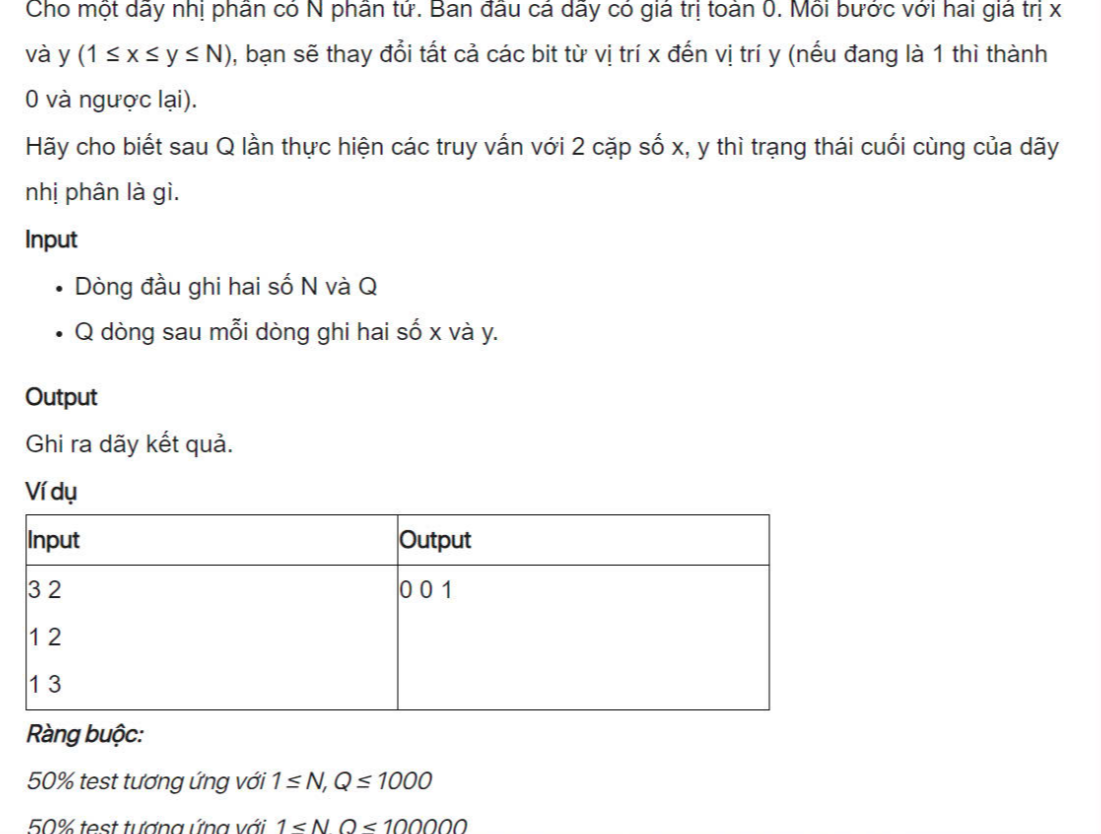 Cho một dãy nhị phân có N phần tử. Ban đầu cả dãy có giá trị toàn 0. Mỗi bước với hai giá trị x
và y (1 ≤ x ≤ y ≤ N), bạn sẽ thay đổi tất cả các bit từ vị trí x đến vị trí y (nếu đang là 1 thì thành
0 và ngược lại).
Hãy cho biết sau Q lần thực hiện các truy vấn với 2 cặp số x, y thì trạng thái cuối cùng của dãy
nhị phân là gì.
Input
• Dòng đầu ghi hai số N và Q
• Q dòng sau mỗi dòng ghi hai số x và y.
Output
Ghi ra dãy kết quả.
Ví dụ
Input Output
3 2 0 0 1
1 2
1 3
Ràng buộc:
50% test tương ứng với 1 ≤ N, Q ≤ 1000
50% test tương ứng với 1 ≤ N, Q ≤ 100000